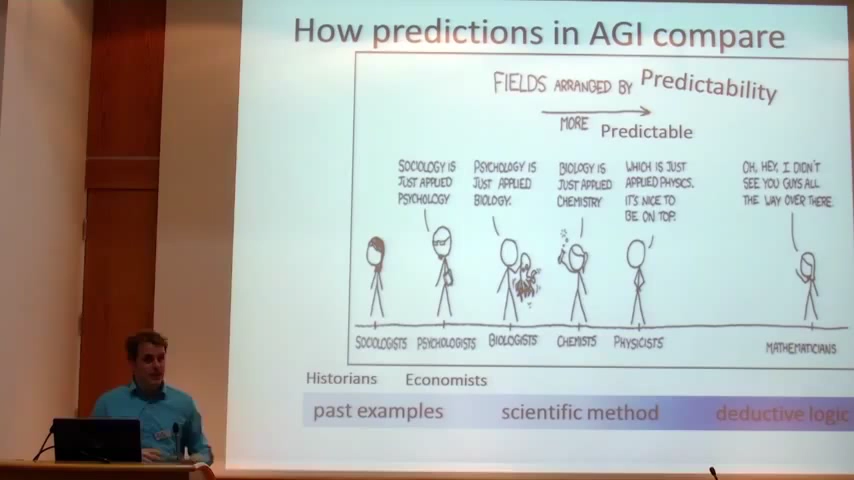 How predictions in AGI compare
FIELDS ARRANGED BY Predictability
MORE Predictable
SOCIOLOGY IS
JUST APPLIED
PSYCHOLOGY
PSYCHOLOGY IS
JUST APPLIED
BIOLOGY.
BIOLOGY IS
JUST APPLIED
CHEMISTRY
WHICH IS JUST
APPLIED PHYSICS.
IT'S NICE TO
BE ON TOP.
OH, HEY, I DIDN'T
SEE YOU GUYS ALL
THE WAY OVER THERE.
SOCIOLOGISTS PSYCHOLOGISTS BIOLOGISTS CHEMISTS PHYSICISTS MATHEMATICIANS
Historians Economists
past examples scientific method deductive logic